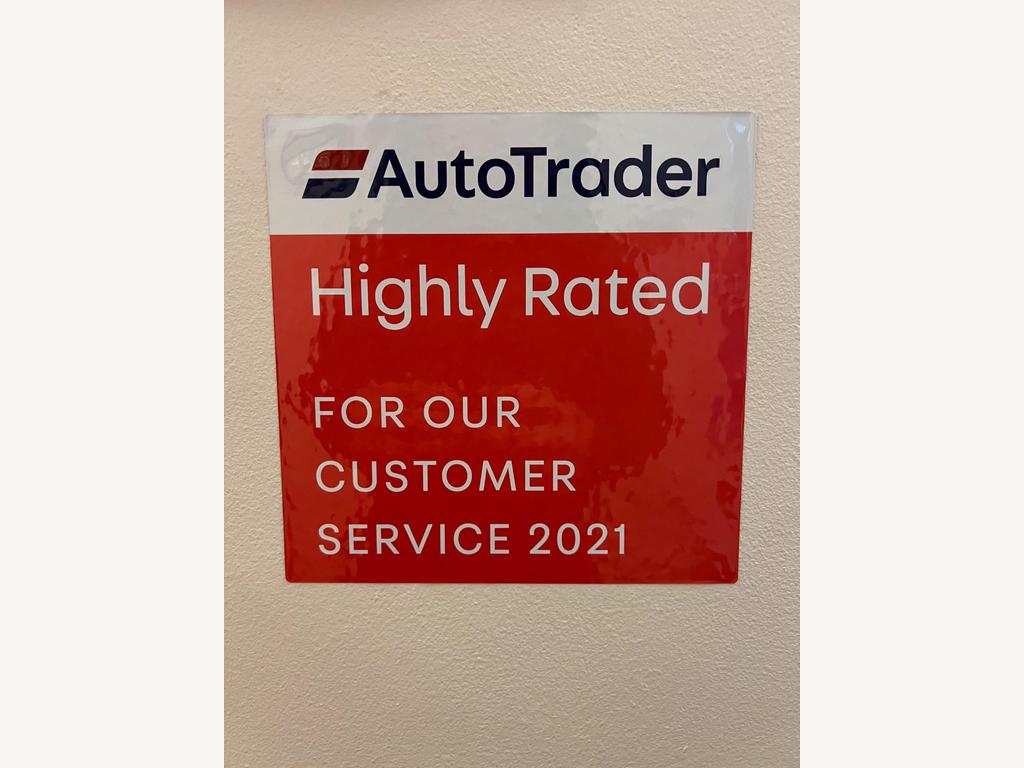 AutoTrader
Highly Rated
FOR OUR
CUSTOMER
SERVICE 2021